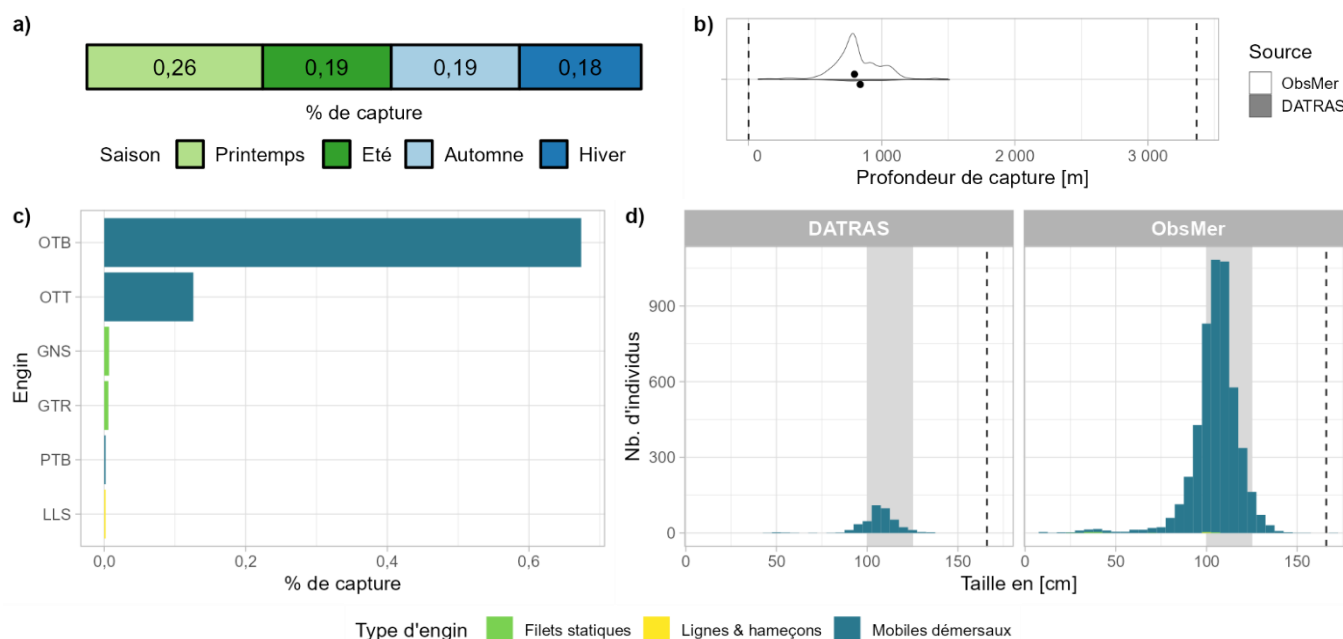 a)
0,26 0,19 0,19 0,18
% de capture
Saison Printemps Eté Automne Hiver
b)
0 1 000 2 000 3 000
Profondeur de capture [m]
Source
ObsMer
DATRAS
c)
Engin
OTB
OTT
GNS
GTR
PTB
LLS
0,0 0,2 0,4 0,6
% de capture
d)
DATRAS ObsMer
Nb. d'individus
900
600
300
0
0 50 100 150 0 50 100 150
Taille en [cm]
Type d'engin Filets statiques Lignes & hameçons Mobiles démersaux